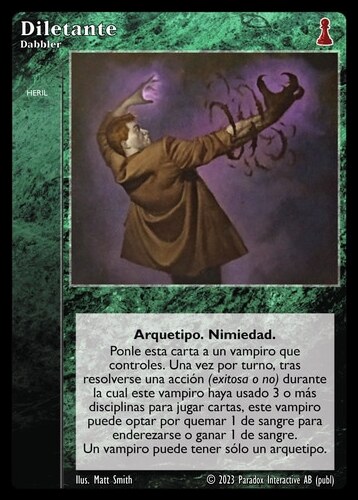 Diletante
Dabbler
HERIL
Arquetipo. Nimiedad.
Ponle esta carta a un vampiro que
controles. Una vez por turno, tras
resolverse una acción (exitosa o no) durante
la cual este vampiro haya usado 3 o más
disciplinas para jugar cartas, este vampiro
puede optar por quemar 1 de sangre para
enderezarse o ganar 1 de sangre.
Un vampiro puede tener sólo un arquetipo.
Ilus. Matt Smith
© 2023 Paradox Interactive AB (publ)